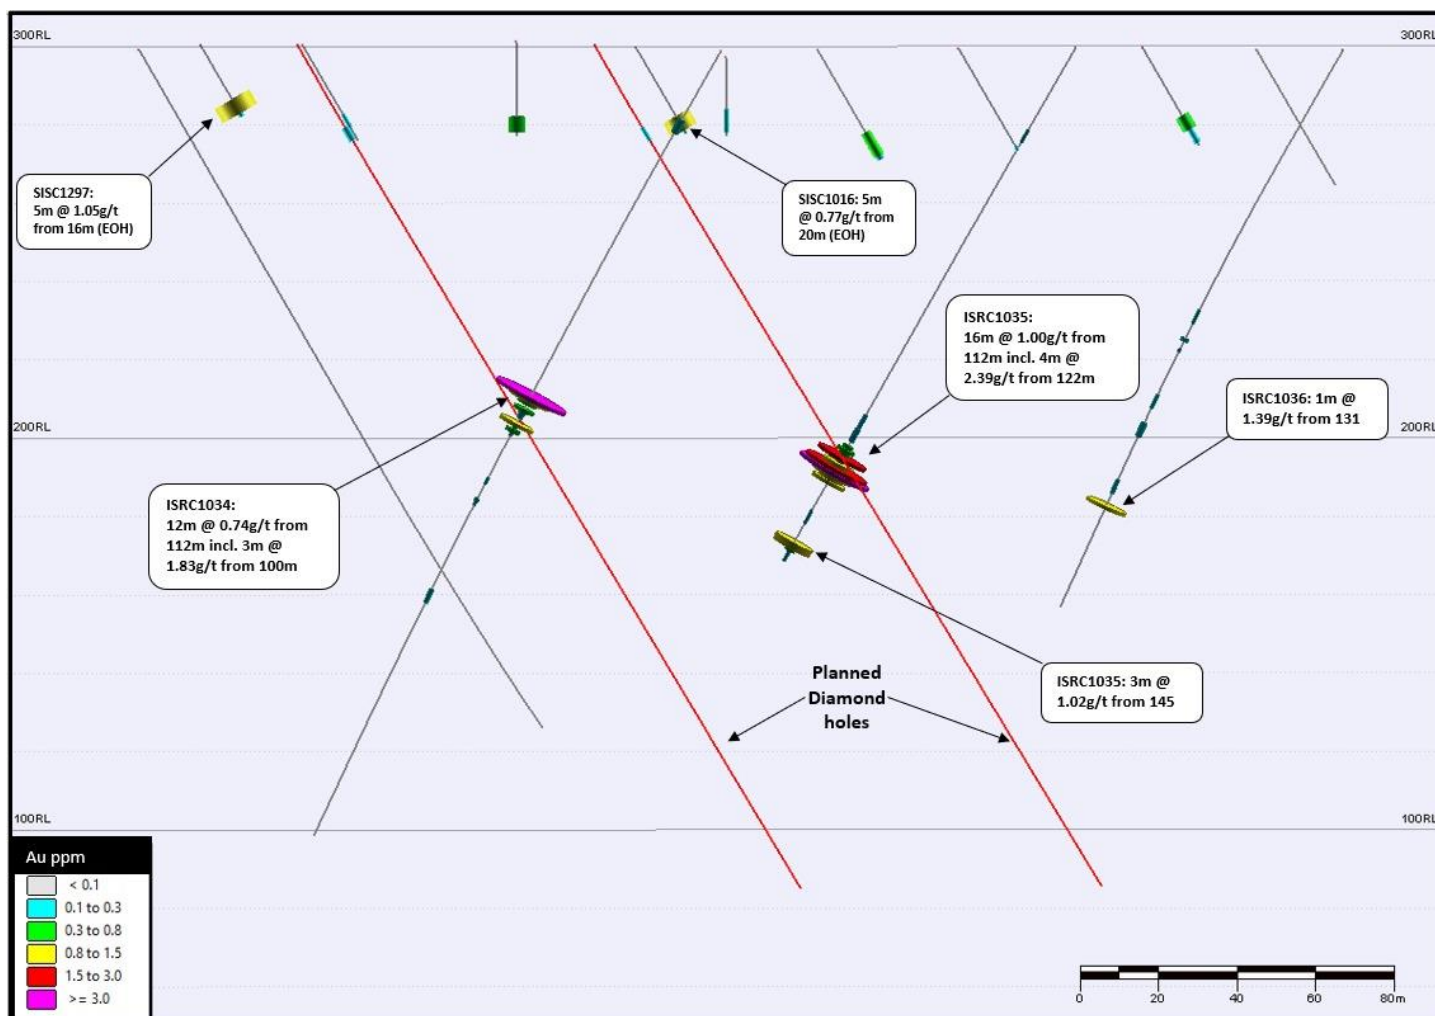 300RL
300RL
SISC1297:
5m @ 1.05g/t
from 16m (EOH)
SISC1016: 5m
@ 0.77g/t from
20m (EOH)
ISRC1035:
16m @ 1.00g/t from
112m incl. 4m @
2.39g/t from 122m
ISRC1036: 1m @
1.39g/t from 131
200RL
200RL
ISRC1034:
12m @ 0.74g/t from
112m incl. 3m @
1.83g/t from 100m
Planned
Diamond
holes
ISRC1035: 3m @
1.02g/t from 145
100RL
100RL
Au ppm
< 0.1
0.1 to 0.3
0.3 to 0.8
0.8 to 1.5
1.5 to 3.0
>= 3.0
0 20 40 60 80m